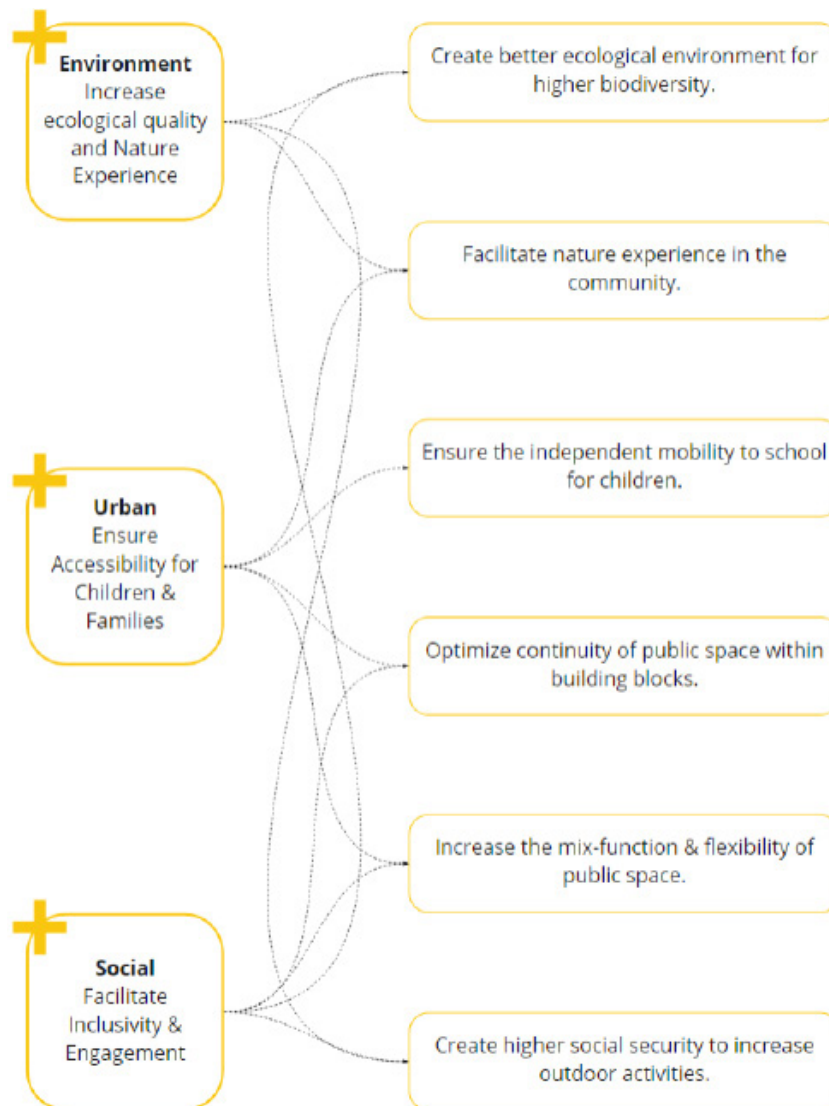 Environment
Increase
ecological quality
and Nature
Experience
Create better ecological environment for
higher biodiversity.
Facilitate nature experience in the
community.
Ensure the independent mobility to school
for children.
Urban
Ensure
Accessibility for
Children &
Families
Optimize continuity of public space within
building blocks.
Increase the mix-function & flexibility of
public space.
Social
Facilitate
Inclusivity &
Engagement
Create higher social security to increase
outdoor activities.